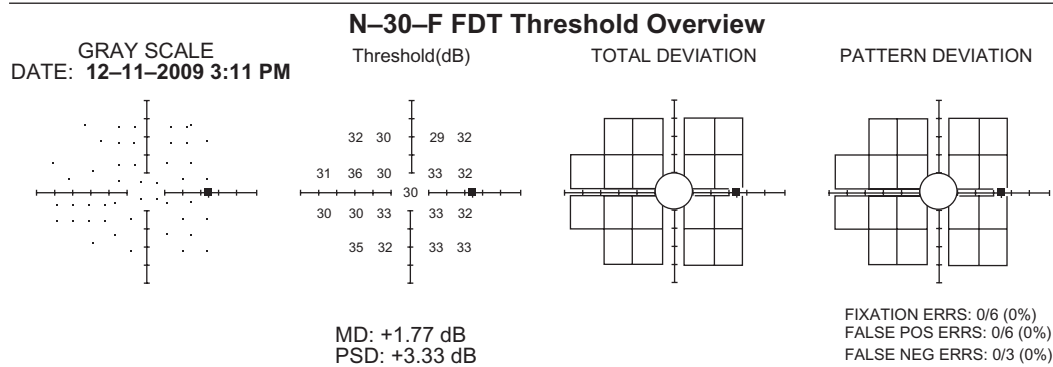 N–30–F FDT Threshold Overview
GRAY SCALE
DATE: 12–11–2009 3:11 PM
Threshold(dB)
TOTAL DEVIATION
PATTERN DEVIATION
32 30 29 32
31 36 30 33 32
30
30 30 33 33 32
35 32 33 33
MD: +1.77 dB
PSD: +3.33 dB
FIXATION ERRS: 0/6 (0%)
FALSE POS ERRS: 0/6 (0%)
FALSE NEG ERRS: 0/3 (0%)